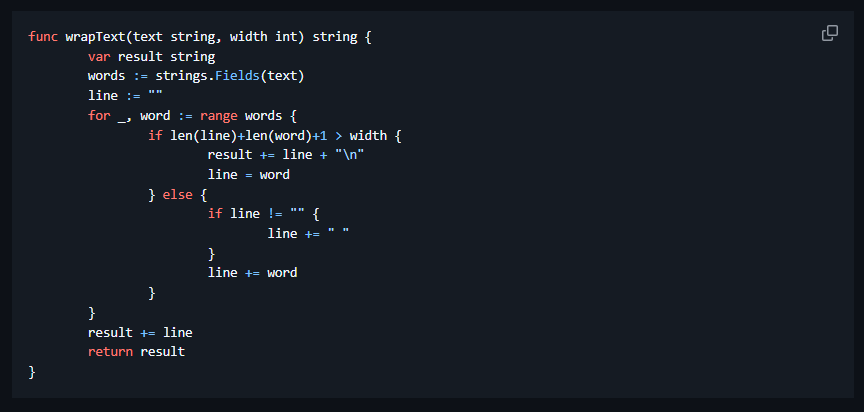 func wrapText(text string, width int) string {
        var result string
        words := strings.Fields(text)
        line := ""
        for _, word := range words {
                if len(line)+len(word)+1 > width {
                        result += line + "\n"
                        line = word
                } else {
                        if line != "" {
                                line += " "
                        }
                        line += word
                }
        }
        result += line
        return result
}